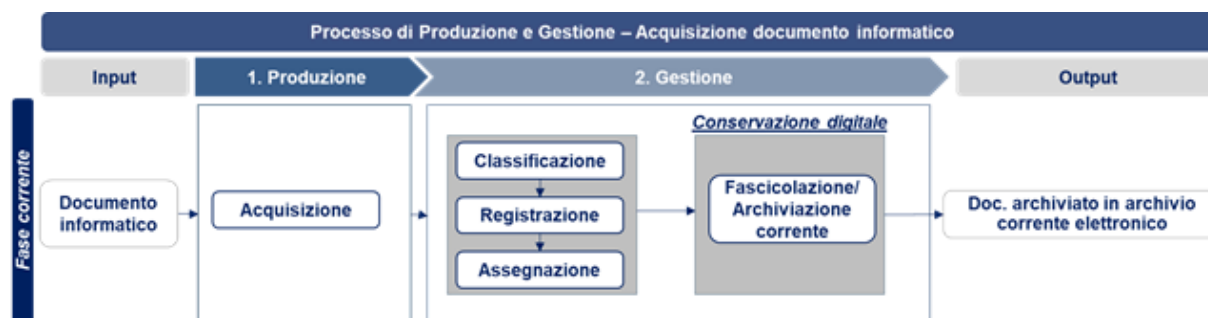 Processo di Produzione e Gestione – Acquisizione documento informatico
Input
1. Produzione
2. Gestione
Output
Fase corrente
Documento
informatico
Acquisizione
Classificazione
Registrazione
Assegnazione
Conservazione digitale
Fascicolazione/
Archiviazione
corrente
Doc. archiviato in archivio
corrente elettronico